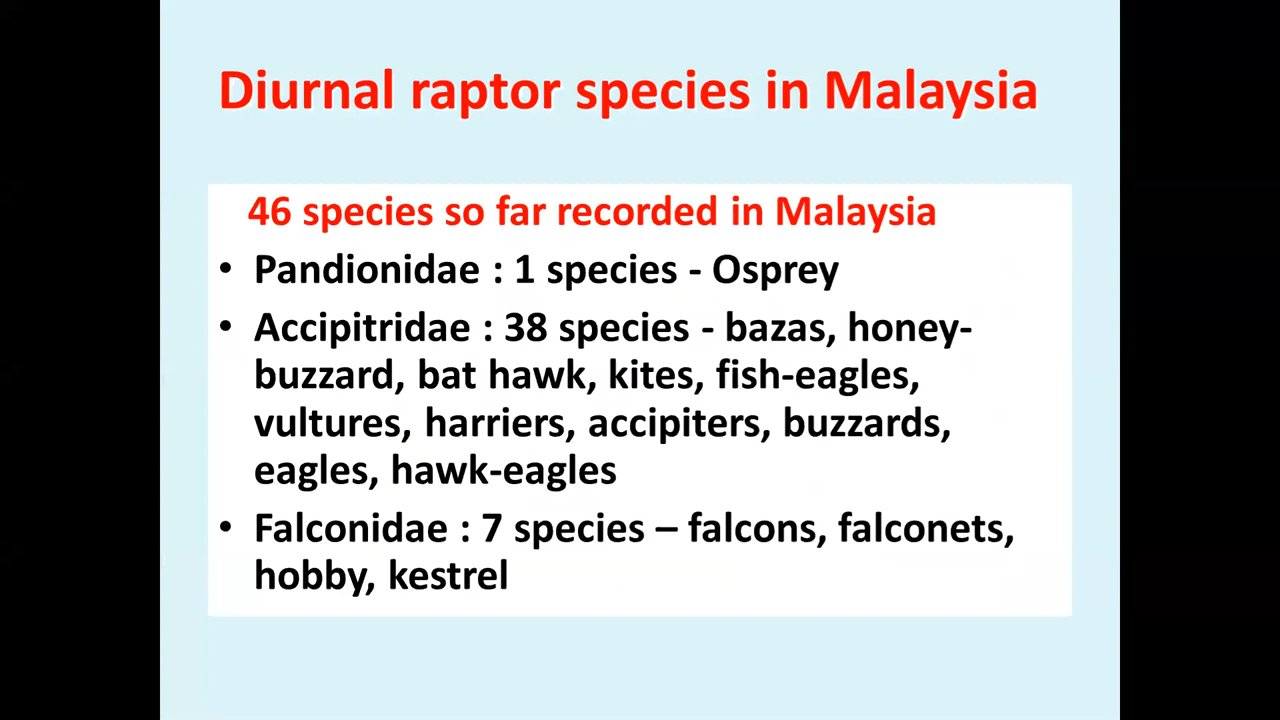 Diurnal raptor species in Malaysia
46 species so far recorded in Malaysia
• Pandionidae : 1 species - Osprey
• Accipitridae : 38 species - bazas, honey-
buzzard, bat hawk, kites, fish-eagles,
vultures, harriers, accipiters, buzzards,
eagles, hawk-eagles
• Falconidae : 7 species – falcons, falconets,
hobby, kestrel